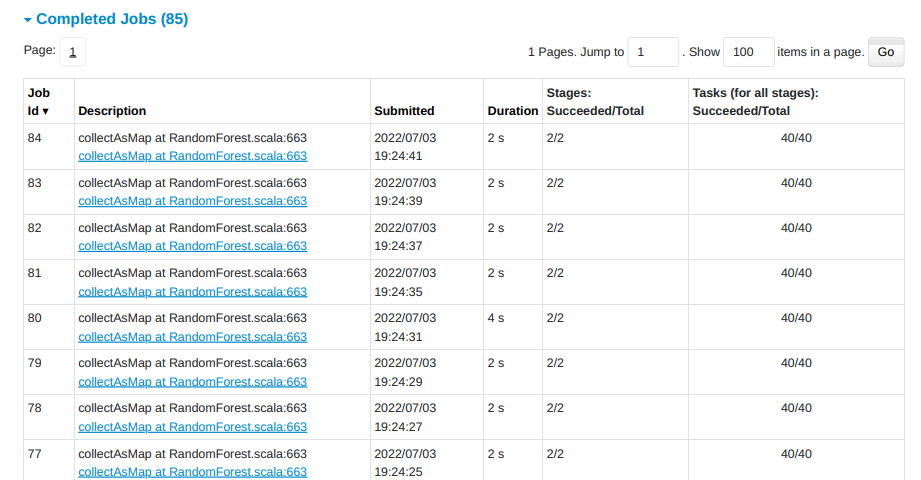 Completed Jobs (85)
Page: 1 1 Pages. Jump to 1 . Show 100 items in a page. Go
Job Id ▾ Description Submitted Duration Stages: Succeeded/Total Tasks (for all stages): Succeeded/Total
84 collectAsMap at RandomForest.scala:663 2022/07/03 2 s 2/2 40/40
collectAsMap at RandomForest.scala:663 19:24:41
83 collectAsMap at RandomForest.scala:663 2022/07/03 2 s 2/2 40/40
collectAsMap at RandomForest.scala:663 19:24:39
82 collectAsMap at RandomForest.scala:663 2022/07/03 2 s 2/2 40/40
collectAsMap at RandomForest.scala:663 19:24:37
81 collectAsMap at RandomForest.scala:663 2022/07/03 2 s 2/2 40/40
collectAsMap at RandomForest.scala:663 19:24:35
80 collectAsMap at RandomForest.scala:663 2022/07/03 4 s 2/2 40/40
collectAsMap at RandomForest.scala:663 19:24:31
79 collectAsMap at RandomForest.scala:663 2022/07/03 2 s 2/2 40/40
collectAsMap at RandomForest.scala:663 19:24:29
78 collectAsMap at RandomForest.scala:663 2022/07/03 2 s 2/2 40/40
collectAsMap at RandomForest.scala:663 19:24:27
77 collectAsMap at RandomForest.scala:663 2022/07/03 2 s 2/2 40/40
collectAsMap at RandomForest.scala:663 19:24:25